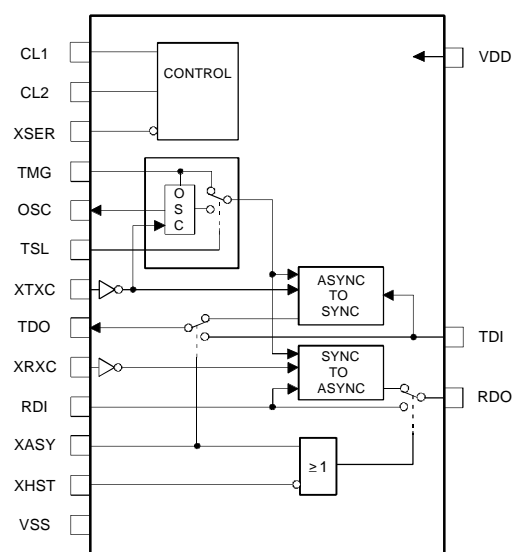 CL1
CONTROL
VDD
CL2
XSER
TMG
OSC
O
S
C
TSL
XTXC
ASYNC
TO
SYNC
TDO
TDI
XRXC
SYNC
TO
ASYNC
RDO
RDI
XASY
≥1
XHST
VSS